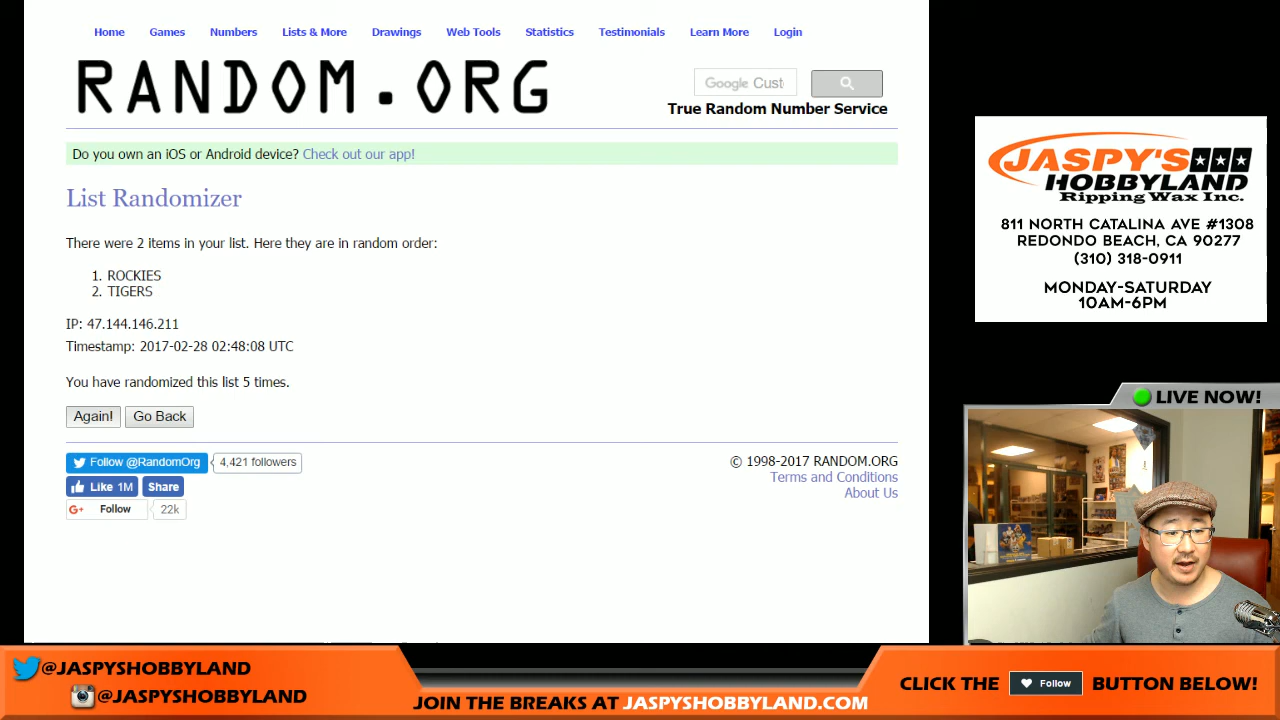 Home Games Numbers Lists & More Drawings Web Tools Statistics Testimonials Learn More Login
RANDOM.ORG
Google Cust
True Random Number Service
Do you own an iOS or Android device? Check out our app!
List Randomizer
There were 2 items in your list. Here they are in random order:
1. ROCKIES
2. TIGERS
IP: 47.144.146.211
Timestamp: 2017-02-28 02:48:08 UTC
You have randomized this list 5 times.
Again! Go Back
Follow @RandomOrg 4,421 followers
Like 1M Share
G+ Follow 22k
© 1998-2017 RANDOM.ORG
Terms and Conditions
About Us
JASPY'S
HOBBYLAND
Ripping Wax Inc.
811 NORTH CATALINA AVE #1308
REDONDO BEACH, CA 90277
(310) 318-0911
MONDAY-SATURDAY
10AM-6PM
LIVE NOW!
@JASPYSHOBBYLAND
@JASPYSHOBBYLAND
JOIN THE BREAKS AT JASPYSHOBBYLAND.COM
CLICK THE Follow BUTTON BELOW!